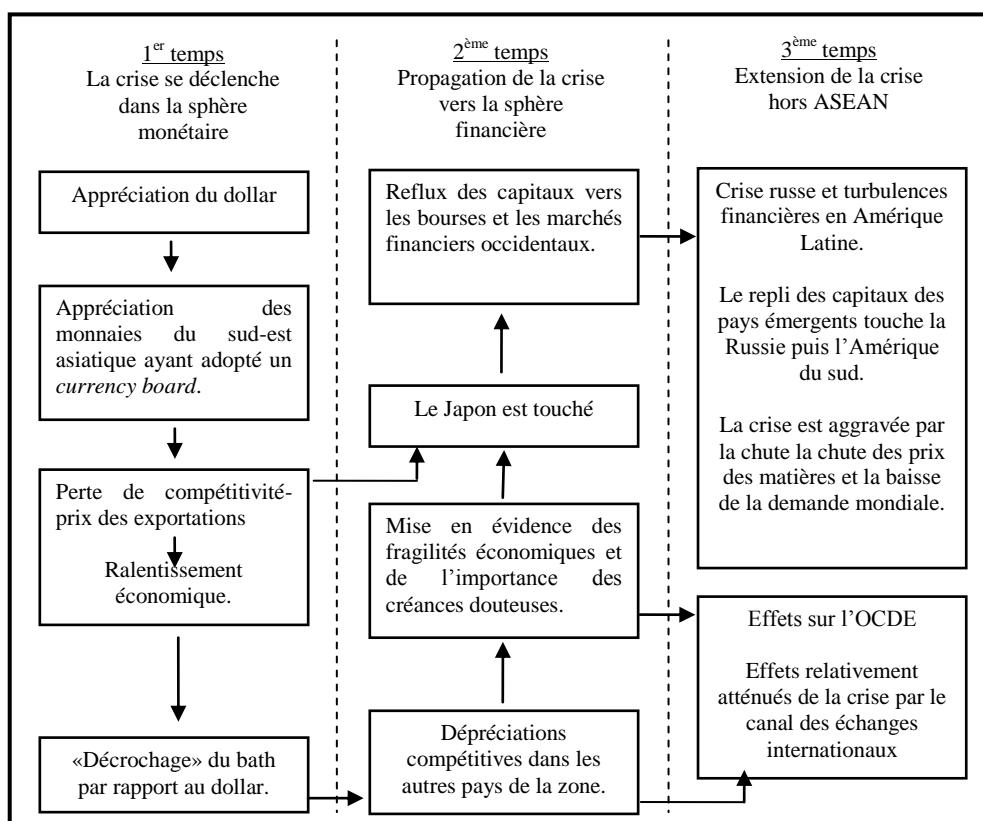 1er temps
La crise se déclenche
dans la sphère
monétaire
Appréciation du dollar
Appréciation des
monnaies du sud-est
asiatique ayant adopté un
currency board.
Perte de compétitivité-
prix des exportations
Ralentissement
économique.
«Décrochage» du bath
par rapport au dollar.
2ème temps
Propagation de la crise
vers la sphère
financière
Reflux des capitaux vers
les bourses et les marchés
financiers occidentaux.
Le Japon est touché
Mise en évidence des
fragilités économiques et
de l’importance des
créances douteuses.
Dépréciations
compétitives dans les
autres pays de la zone.
3ème temps
Extension de la crise
hors ASEAN
Crise russe et turbulences
financières en Amérique
Latine.
Le repli des capitaux des
pays émergents touche la
Russie puis l’Amérique
du sud.
La crise est aggravée par
la chute la chute des prix
des matières et la baisse
de la demande mondiale.
Effets sur l’OCDE
Effets relativement
atténués de la crise par le
canal des échanges
internationaux